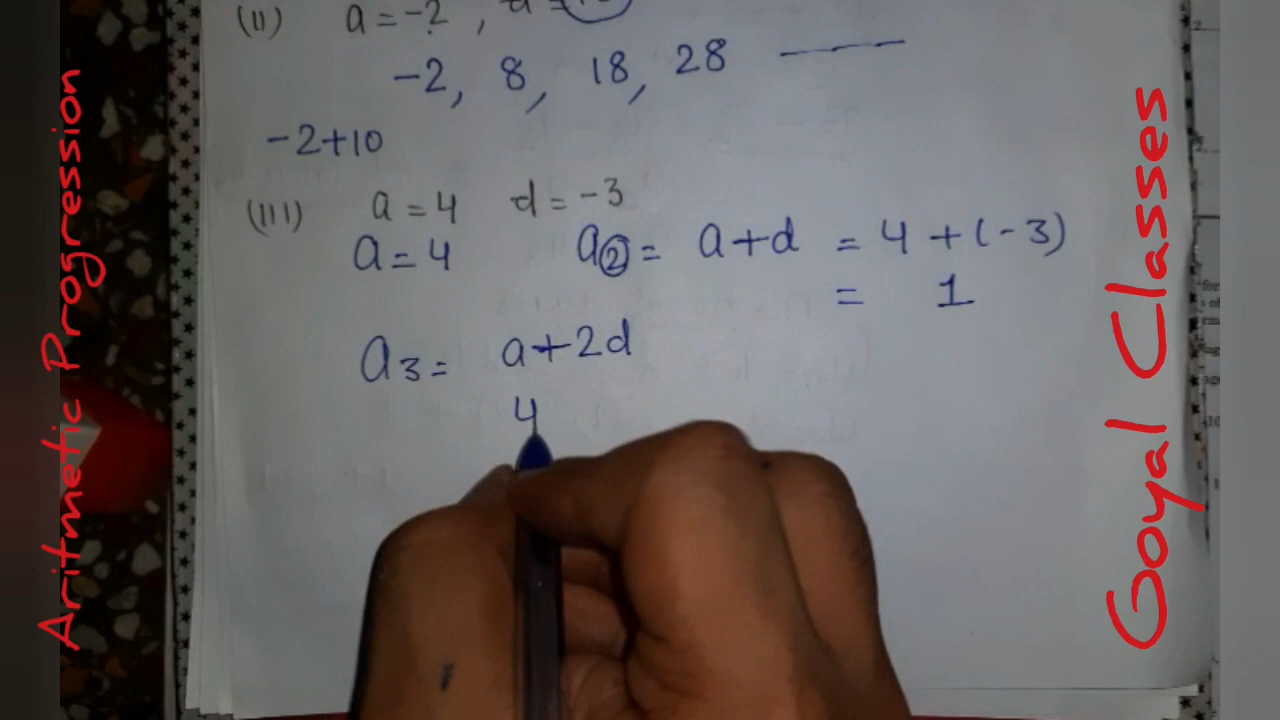 Aritmetic Progression
(II) a = -2 , d =
-2, 8, 18, 28
-2+10
(III) a = 4 d = -3
a = 4 a2 = a+d = 4 + (-3)
= 1
a3 = a+2d
4
Goyal Classes